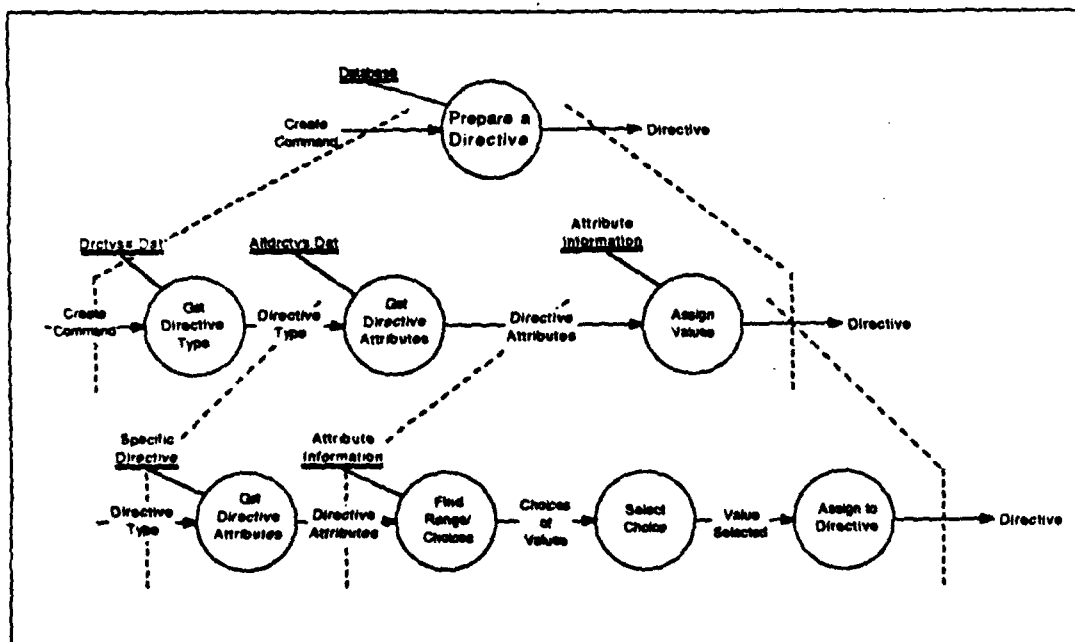 Database
Create
Command
Prepare a
Directive
Directive
Drctvsx Dat
Create
Command
Get
Directive
Type
Directive
Type
Get
Directive
Attributes
Directive
Attributes
Attribute
Information
Assign
Values
Directive
Specific
Directive
Directive
Type
Get
Directive
Attributes
Directive
Attributes
Attribute
Information
Find
Range/
Choices
Choices
of
Values
Select
Choice
Value
Selected
Assign to
Directive
Directive